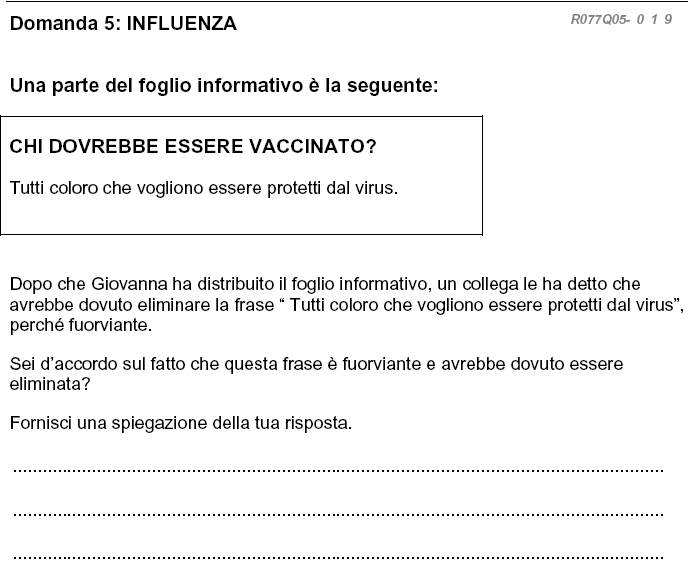 Domanda 5: INFLUENZA
R077Q05- 0 1 9
Una parte del foglio informativo è la seguente:
CHI DOVREBBE ESSERE VACCINATO?
Tutti coloro che vogliono essere protetti dal virus.
Dopo che Giovanna ha distribuito il foglio informativo, un collega le ha detto che
avrebbe dovuto eliminare la frase “ Tutti coloro che vogliono essere protetti dal virus”,
perché fuorviante.
Sei d’accordo sul fatto che questa frase è fuorviante e avrebbe dovuto essere
eliminata?
Fornisci una spiegazione della tua risposta.